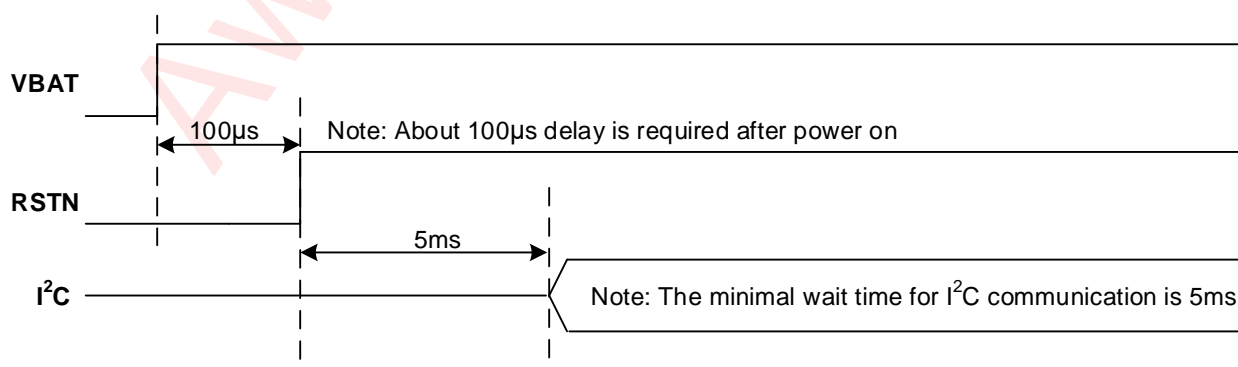 Aw
VBAT
100µs
Note: About 100µs delay is required after power on
RSTN
5ms
I²C
Note: The minimal wait time for I²C communication is 5ms